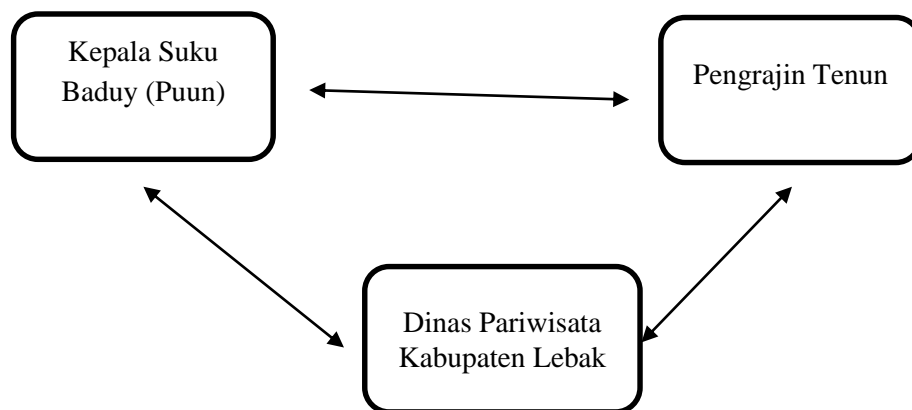 Kepala Suku
Baduy (Puun)
Pengrajin Tenun
Dinas Pariwisata
Kabupaten Lebak